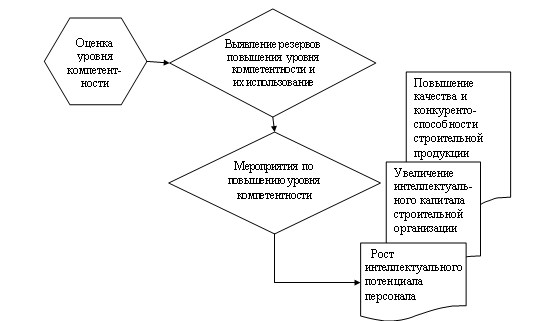 Оценка
уровня
компетент-
ности
Выявление резервов
повышения уровня
компетентности и
их использование
Мероприятия по
повышению уровня
компетентности
Повышение
качества и
конкуренто-
способности
строительной
продукции
Увеличение
интеллектуаль-
ного капитала
строительной
организации
Рост
интеллектуального
потенциала
персонала